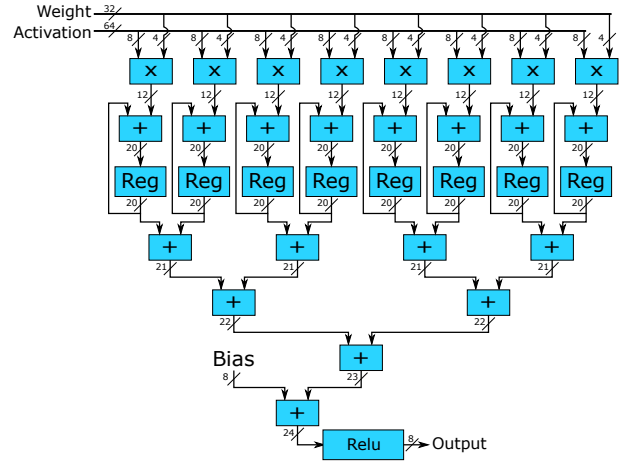 Weight 32
Activation 64
8 4 8 4 8 4 8 4 8 4 8 4 8 4 8 4
x x x x x x x x
12 12 12 12 12 12 12 12
+ + + + + + + +
20 20 20 20 20 20 20 20
Reg Reg Reg Reg Reg Reg Reg Reg
20 20 20 20 20 20 20 20
+ + + +
21 21 21 21
+ +
22 22
+
Bias
8 23
+
24
Relu 8 Output